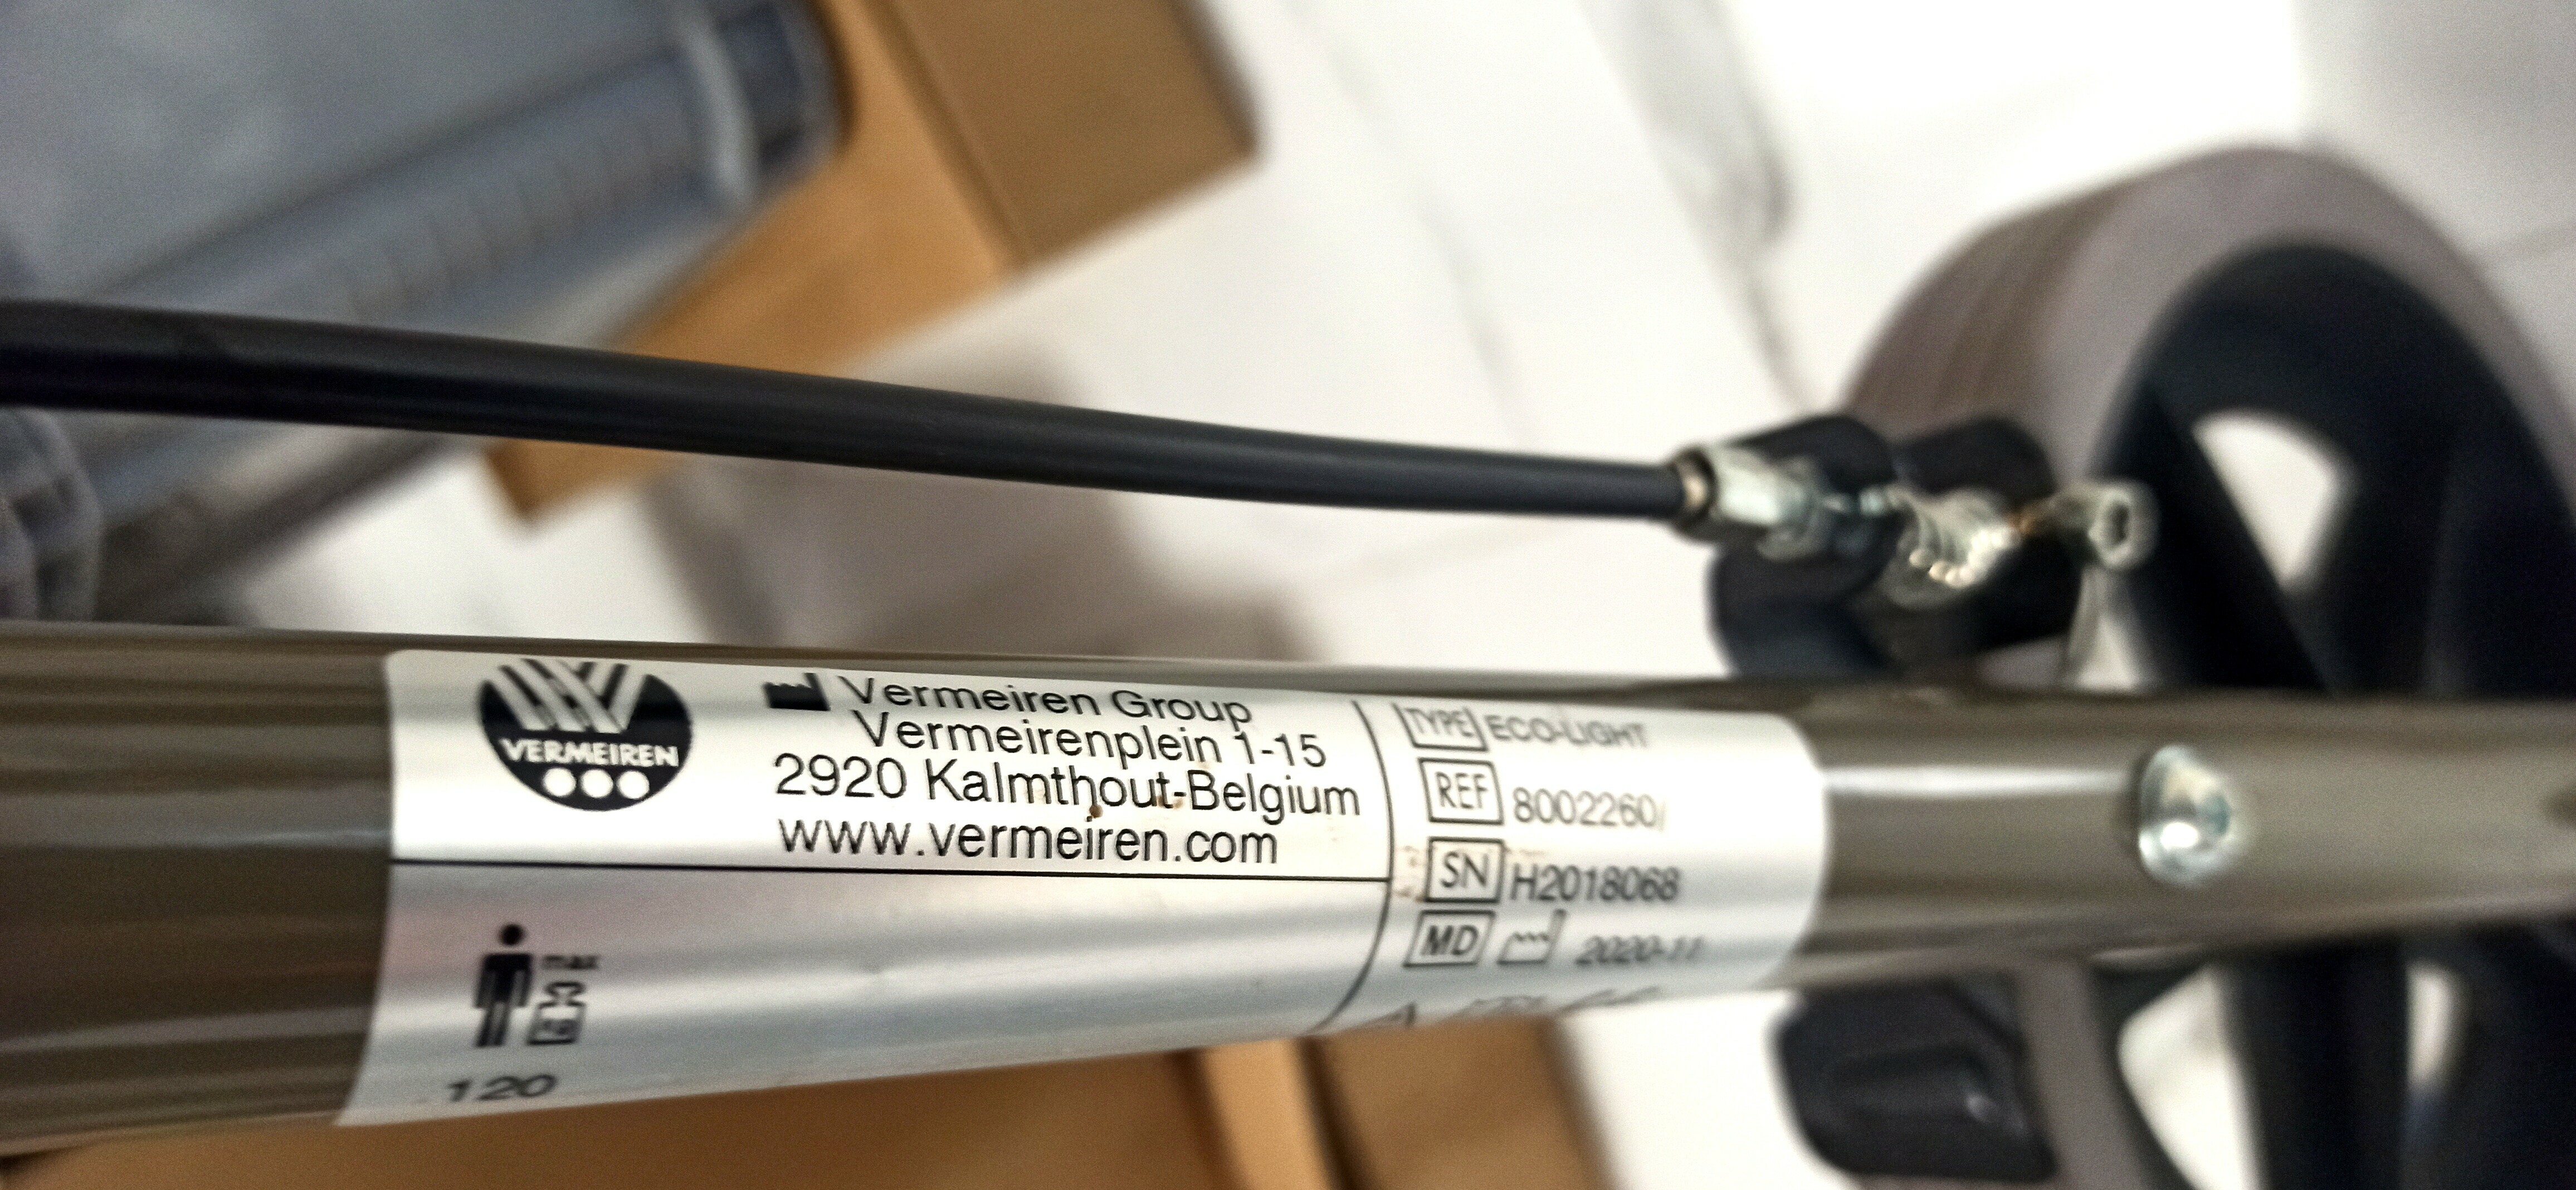 VERMEIREN
Vermeiren Group
Vermeirenplein 1-15
2920 Kalmthout-Belgium
www.vermeiren.com
TYPE ECO-LIGHT
REF 8002260/
SN H2018068
MD 2020-11
max
120